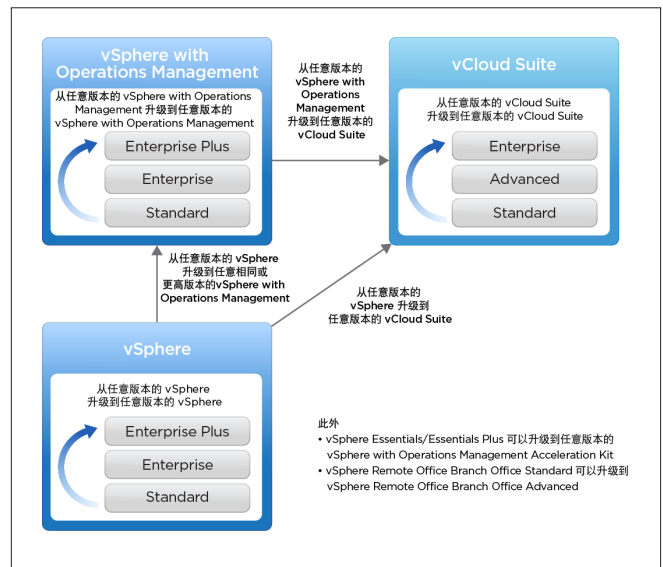 vSphere with
Operations Management
从任意版本的 vSphere with Operations
Management 升级到任意版本的
vSphere with Operations Management
Enterprise Plus
Enterprise
Standard
从任意版本的
vSphere with
Operations
Management
升级到任意版本的
vCloud Suite
vCloud Suite
从任意版本的 vCloud Suite
升级到任意版本的 vCloud Suite
Enterprise
Advanced
Standard
从任意版本的 vSphere
升级到任意相同或
更高版本的vSphere with
Operations Management
从任意版本的
vSphere 升级到
任意版本的 vCloud Suite
vSphere
从任意版本的 vSphere
升级到任意版本的 vSphere
Enterprise Plus
Enterprise
Standard
此外
• vSphere Essentials/Essentials Plus 可以升级到任意版本的
vSphere with Operations Management Acceleration Kit
• vSphere Remote Office Branch Office Standard 可以升级到
vSphere Remote Office Branch Office Advanced